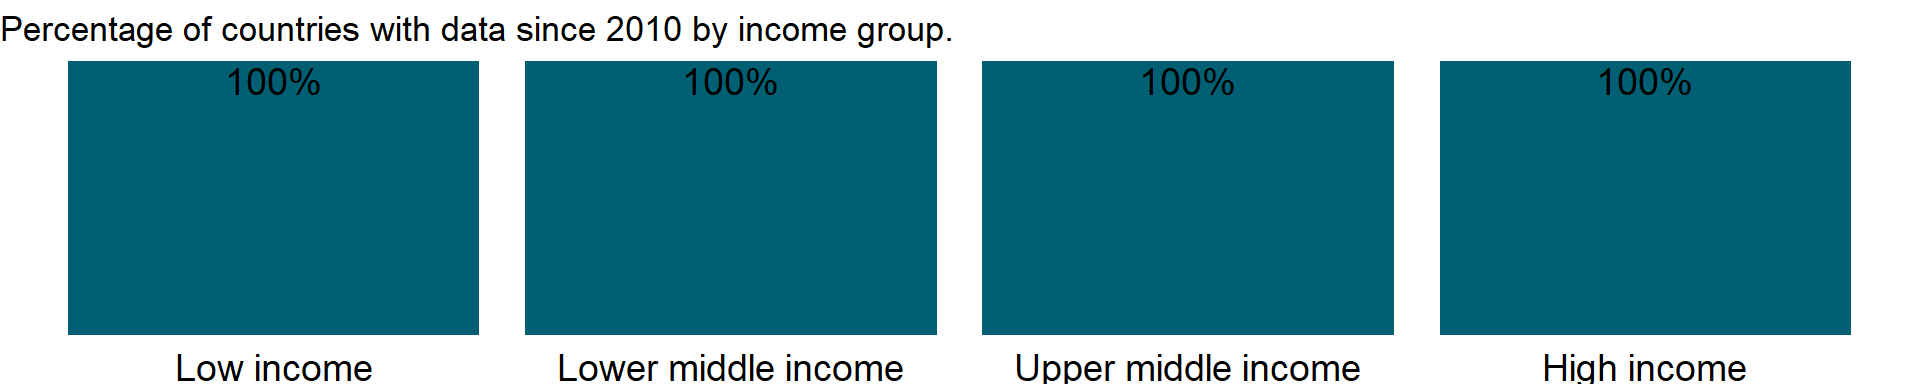 Percentage of countries with data since 2010 by income group.
100% 100% 100% 100%
Low income Lower middle income Upper middle income High income